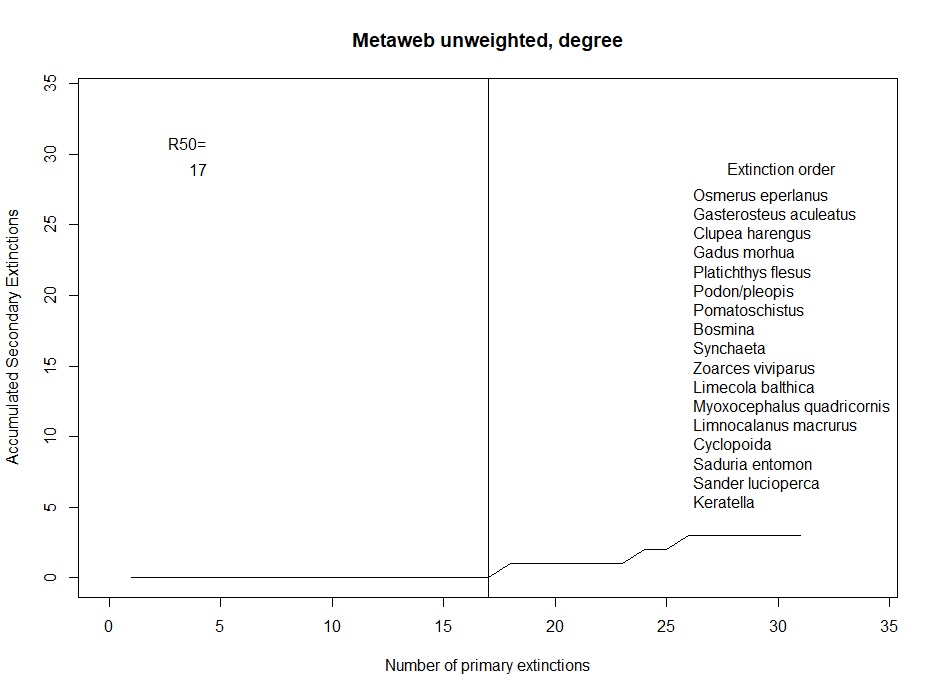 Metaweb unweighted, degree
R50=
17
Extinction order
Osmerus eperlanus
Gasterosteus aculeatus
Clupea harengus
Gadus morhua
Platichthys flesus
Podon/pleopis
Pomatoschistus
Bosmina
Synchaeta
Zoarces viviparus
Limecola balthica
Myoxocephalus quadricornis
Limnocalanus macrurus
Cyclopoida
Saduria entomon
Sander lucioperca
Keratella
Accumulated Secondary Extinctions
35
30
25
20
15
10
5
0
0 5 10 15 20 25 30 35
Number of primary extinctions